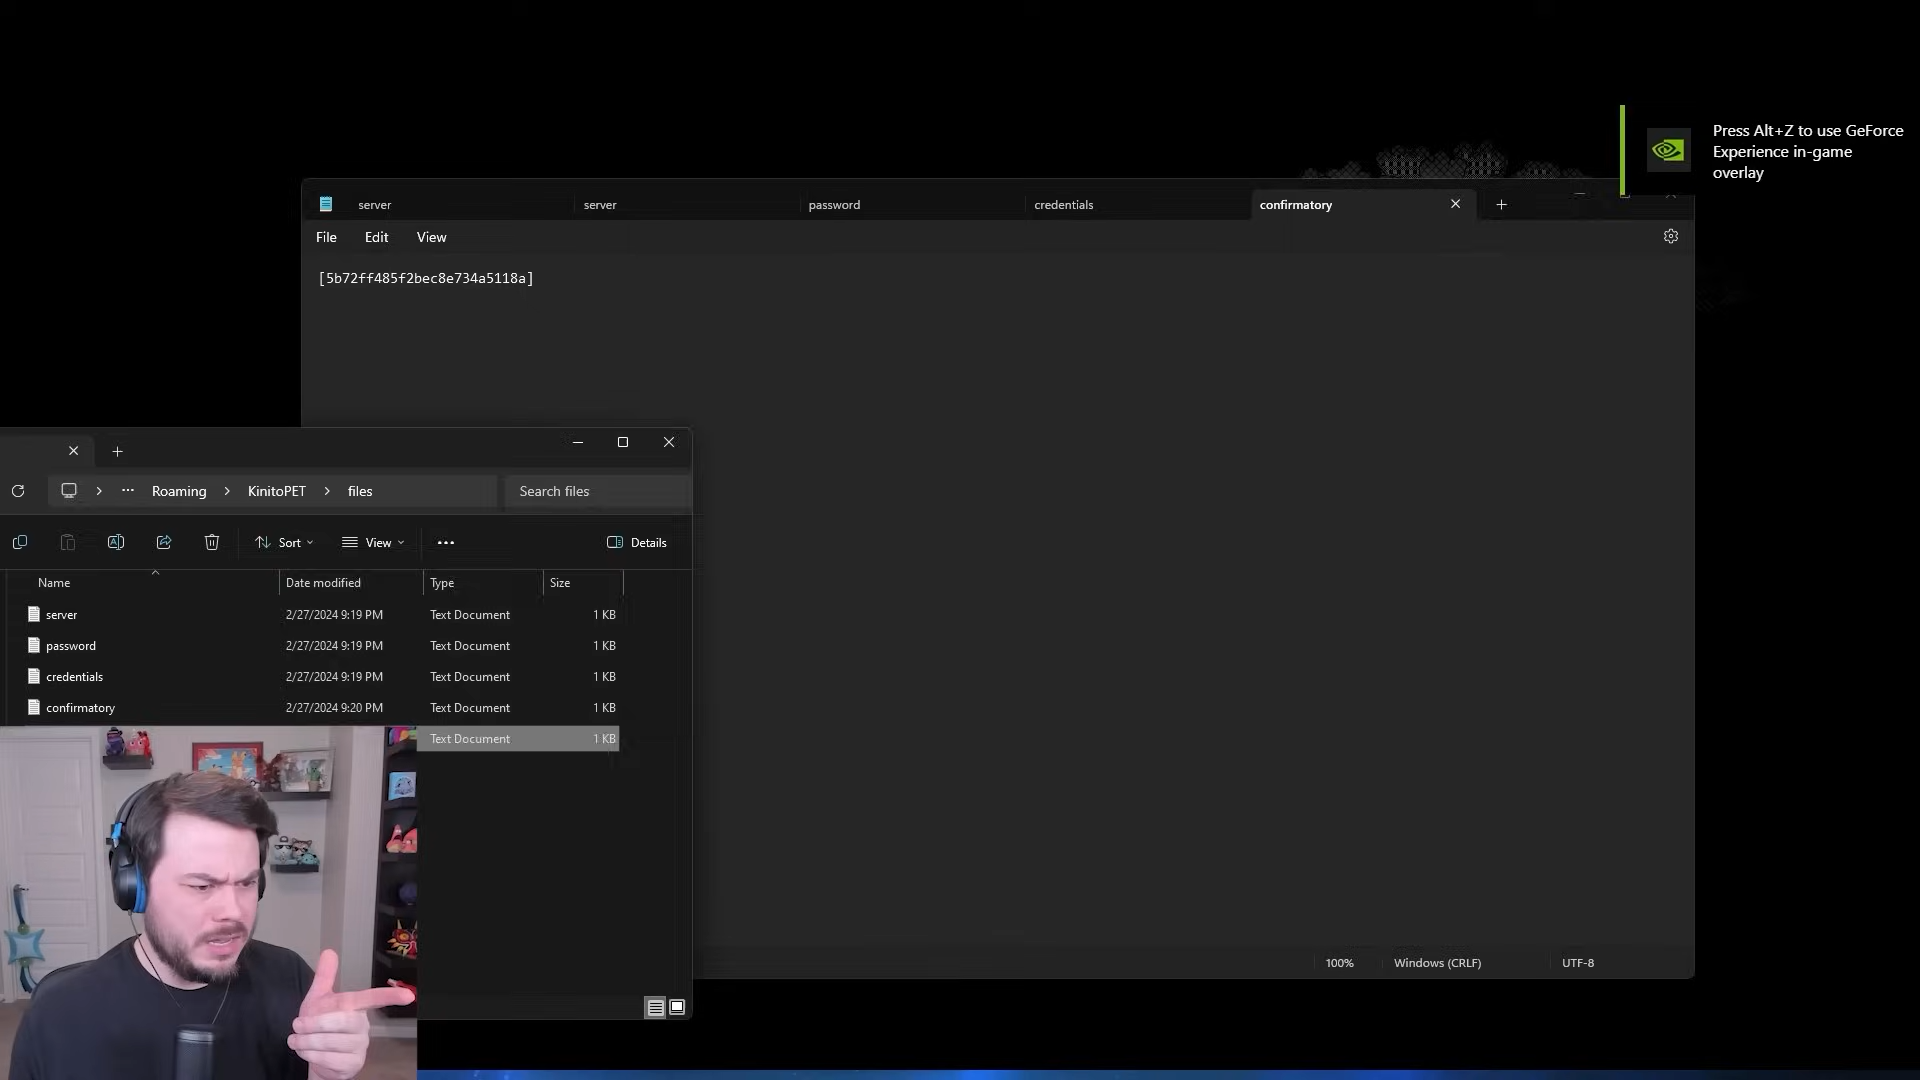 Press Alt+Z to use GeForce
Experience in-game
overlay
server
server
password
credentials
confirmatory
File
Edit
View
[5b72ff485f2bec8e734a5118a]
Roaming
KinitoPET
files
Search files
Sort
View
Details
Name
Date modified
Type
Size
server
2/27/2024 9:19 PM
Text Document
1 KB
password
2/27/2024 9:19 PM
Text Document
1 KB
credentials
2/27/2024 9:19 PM
Text Document
1 KB
confirmatory
2/27/2024 9:20 PM
Text Document
1 KB
Text Document
1 KB
100%
Windows (CRLF)
UTF-8